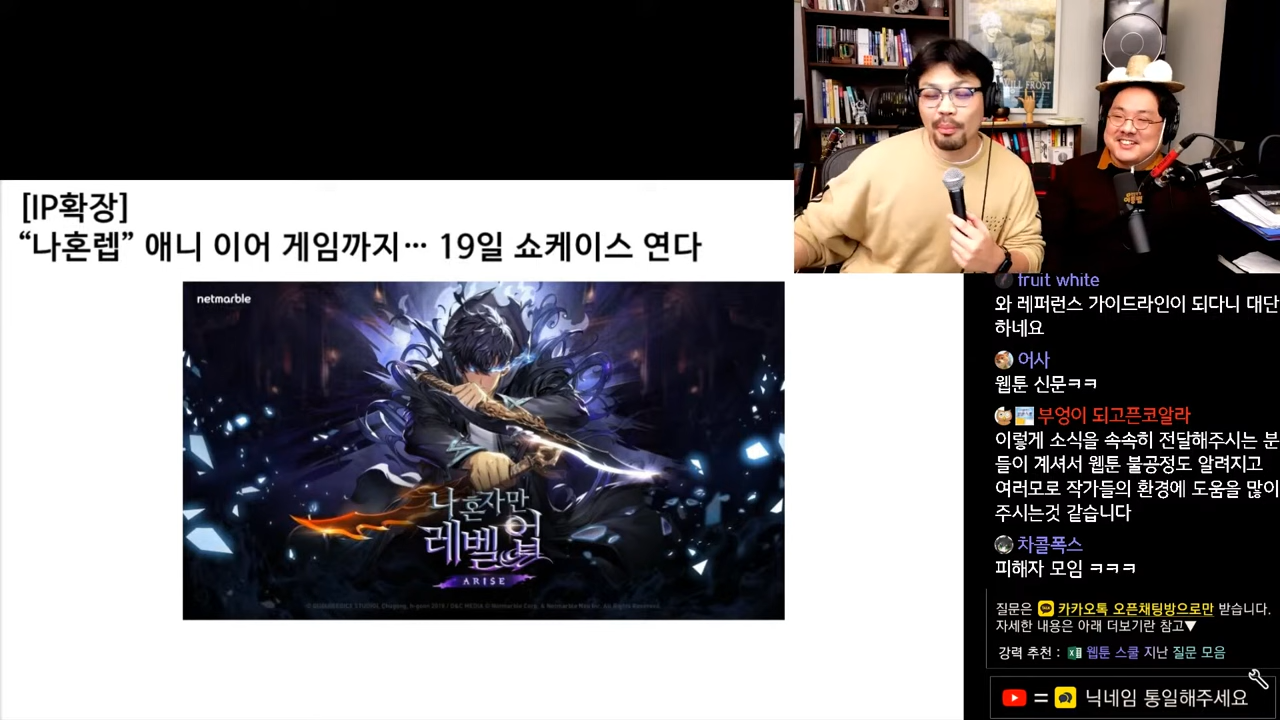 [IP확장]
“나혼렙” 애니 이어 게임까지… 19일 쇼케이스 연다
netmarble
나 혼자만
레벨업
ARISE
WILL FROST
fruit white
와 레퍼런스 가이드라인이 되다니 대단
하네요
어사
웹툰 신문ㅋㅋ
부엉이 되고픈코알라
이렇게 소식을 속속히 전달해주시는 분
들이 계셔서 웹툰 불공정도 알려지고
여러모로 작가들의 환경에 도움을 많이
주시는것 같습니다
차콜폭스
피해자 모임 ㅋㅋㅋ
질문은 카카오톡 오픈채팅방으로만 받습니다.
자세한 내용은 아래 더보기란 참고▼
강력 추천 : 웹툰 스쿨 지난 질문 모음
= 닉네임 통일해주세요